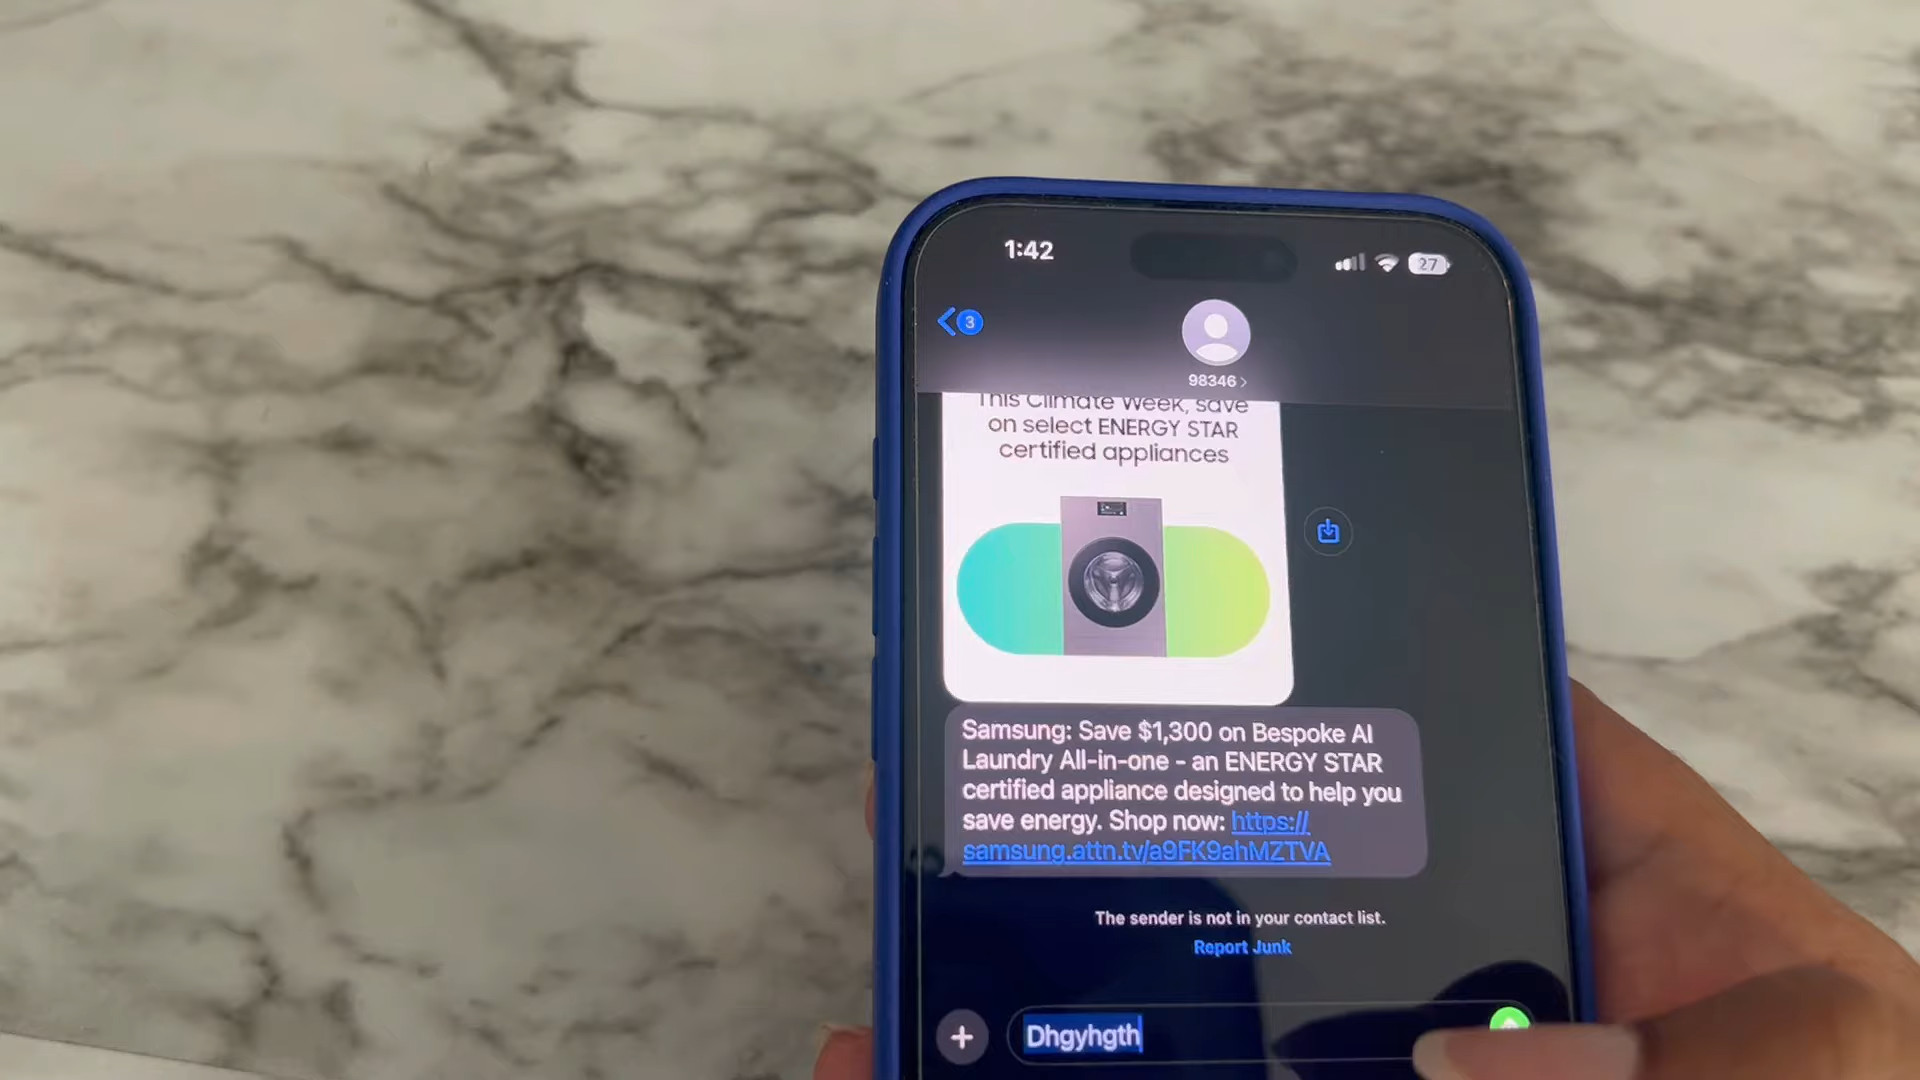 1:42
27
3
98346 >
This Climate Week, save
on select ENERGY STAR
certified appliances
Samsung: Save $1,300 on Bespoke AI
Laundry All-in-one - an ENERGY STAR
certified appliance designed to help you
save energy. Shop now: https://
samsung.attn.tv/a9FK9ahMZTVA
The sender is not in your contact list.
Report Junk
+
Dhgyhgth